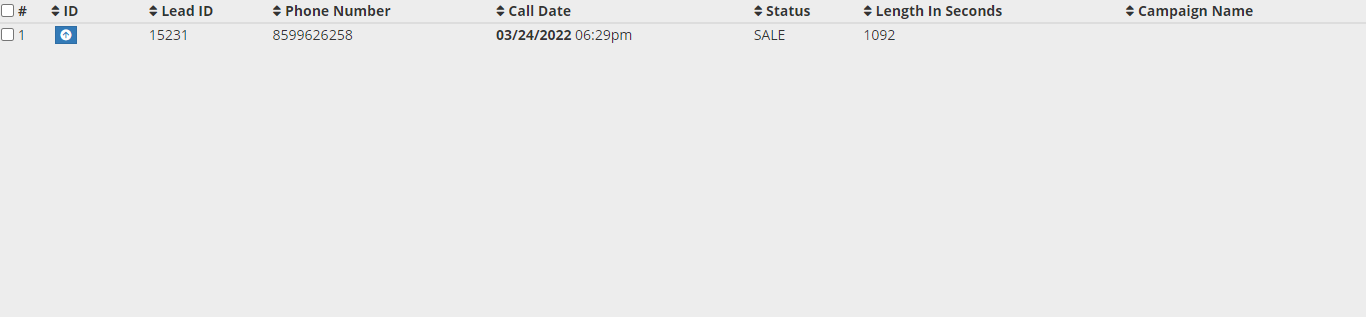 # ID Lead ID Phone Number Call Date Status Length In Seconds Campaign Name
1 15231 8599626258 03/24/2022 06:29pm SALE 1092